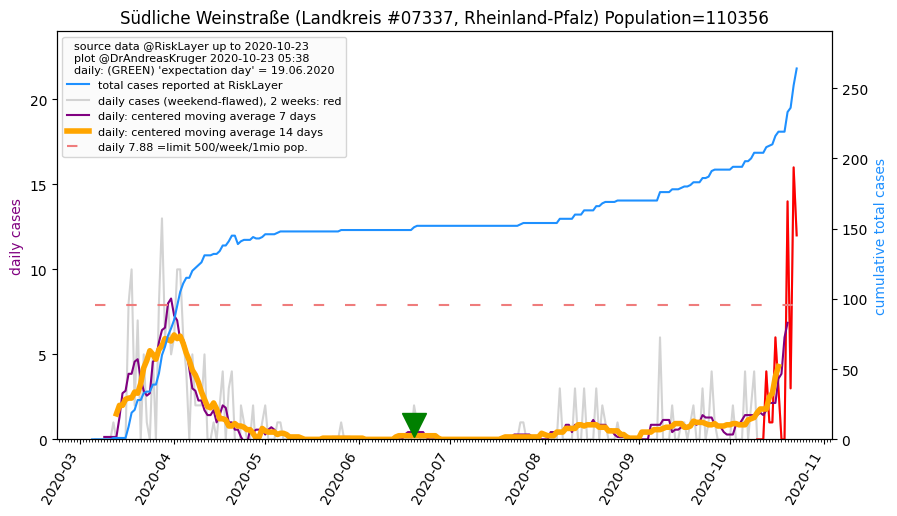 Südliche Weinstraße (Landkreis #07337, Rheinland-Pfalz) Population=110356
source data @RiskLayer up to 2020-10-23
plot @DrAndreasKruger 2020-10-23 05:38
daily: (GREEN) 'expectation day' = 19.06.2020
total cases reported at RiskLayer
daily cases (weekend-flawed), 2 weeks: red
daily: centered moving average 7 days
daily: centered moving average 14 days
daily 7.88 =limit 500/week/1mio pop.
daily cases
20
15
10
5
0
cumulative total cases
250
200
150
100
50
0
2020-03
2020-04
2020-05
2020-06
2020-07
2020-08
2020-09
2020-10
2020-11